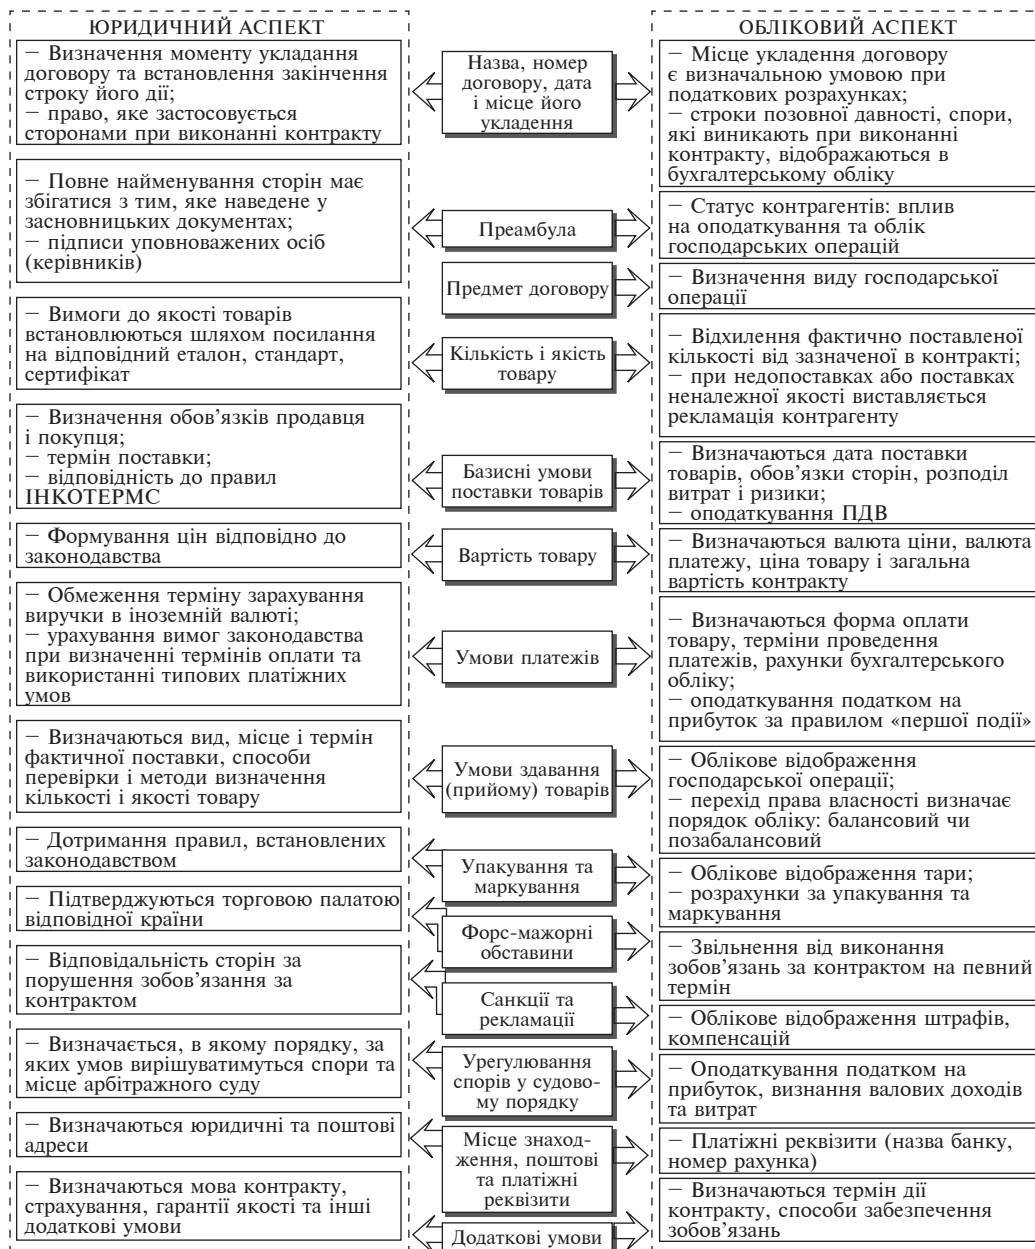 ЮРИДИЧНИЙ АСПЕКТ
— Визначення моменту укладання
договору та встановлення закінчення
строку його дії;
— право, яке застосовується
сторонами при виконанні контракту
— Повне найменування сторін має
збігатися з тим, яке наведене у
засновницьких документах;
— підписи уповноважених осіб
(керівників)
— Вимоги до якості товарів
встановлюються шляхом посилання
на відповідний еталон, стандарт,
сертифікат
— Визначення обов’язків продавця
і покупця;
— термін поставки;
— відповідність до правил
ІНКОТЕРМС
— Формування цін відповідно до
законодавства
— Обмеження терміну зарахування
виручки в іноземній валюті;
— урахування вимог законодавства
при визначенні термінів оплати та
використанні типових платіжних
умов
— Визначаються вид, місце і термін
фактичної поставки, способи
перевірки і методи визначення
кількості і якості товару
— Дотримання правил, встановлених
законодавством
— Підтверджуються торговою палатою
відповідної країни
— Відповідальність сторін за
порушення зобов’язання за
контрактом
— Визначається, в якому порядку, за
яких умов вирішуватимуться спори та
місце арбітражного суду
— Визначаються юридичні та поштові
адреси
— Визначаються мова контракту,
страхування, гарантії якості та інші
додаткові умови
Назва, номер
договору, дата
і місце його
укладення
Преамбула
Предмет договору
Кількість і якість
товару
Базисні умови
поставки товарів
Вартість товару
Умови платежів
Умови здавання
(прийому) товарів
Упакування та
маркування
Форс-мажорні
обставини
Санкції та
рекламації
Урегулювання
спорів у судово-
му порядку
Місце знаход-
ження, поштові
та платіжні
реквізити
Додаткові умови
ОБЛІКОВИЙ АСПЕКТ
— Місце укладення договору
є визначальною умовою при
податкових розрахунках;
— строки позовної давності, спори,
які виникають при виконанні
контракту, відображаються в
бухгалтерському обліку
— Статус контрагентів: вплив
на оподаткування та облік
господарських операцій
— Визначення виду господарської
операції
— Відхилення фактично поставленої
кількості від зазначеної в контракті;
— при недопоставках або поставках
неналежної якості виставляється
рекламація контрагенту
— Визначаються дата поставки
товарів, обов’язки сторін, розподіл
витрат і ризики;
— оподаткування ПДВ
— Визначаються валюта ціни, валюта
платежу, ціна товару і загальна
вартість контракту
— Визначаються форма оплати
товару, терміни проведення
платежів, рахунки бухгалтерського
обліку;
— оподаткування податком на
прибуток за правилом «першої події»
— Облікове відображення
господарської операції;
— перехід права власності визначає
порядок обліку: балансовий чи
позабалансовий
— Облікове відображення тари;
— розрахунки за упакування та
маркування
— Звільнення від виконання
зобов’язань за контрактом на певний
термін
— Облікове відображення штрафів,
компенсацій
— Оподаткування податком на
прибуток, визнання валових доходів
та витрат
— Платіжні реквізити (назва банку,
номер рахунка)
— Визначаються термін дії
контракту, способи забезпечення
зобов’язань